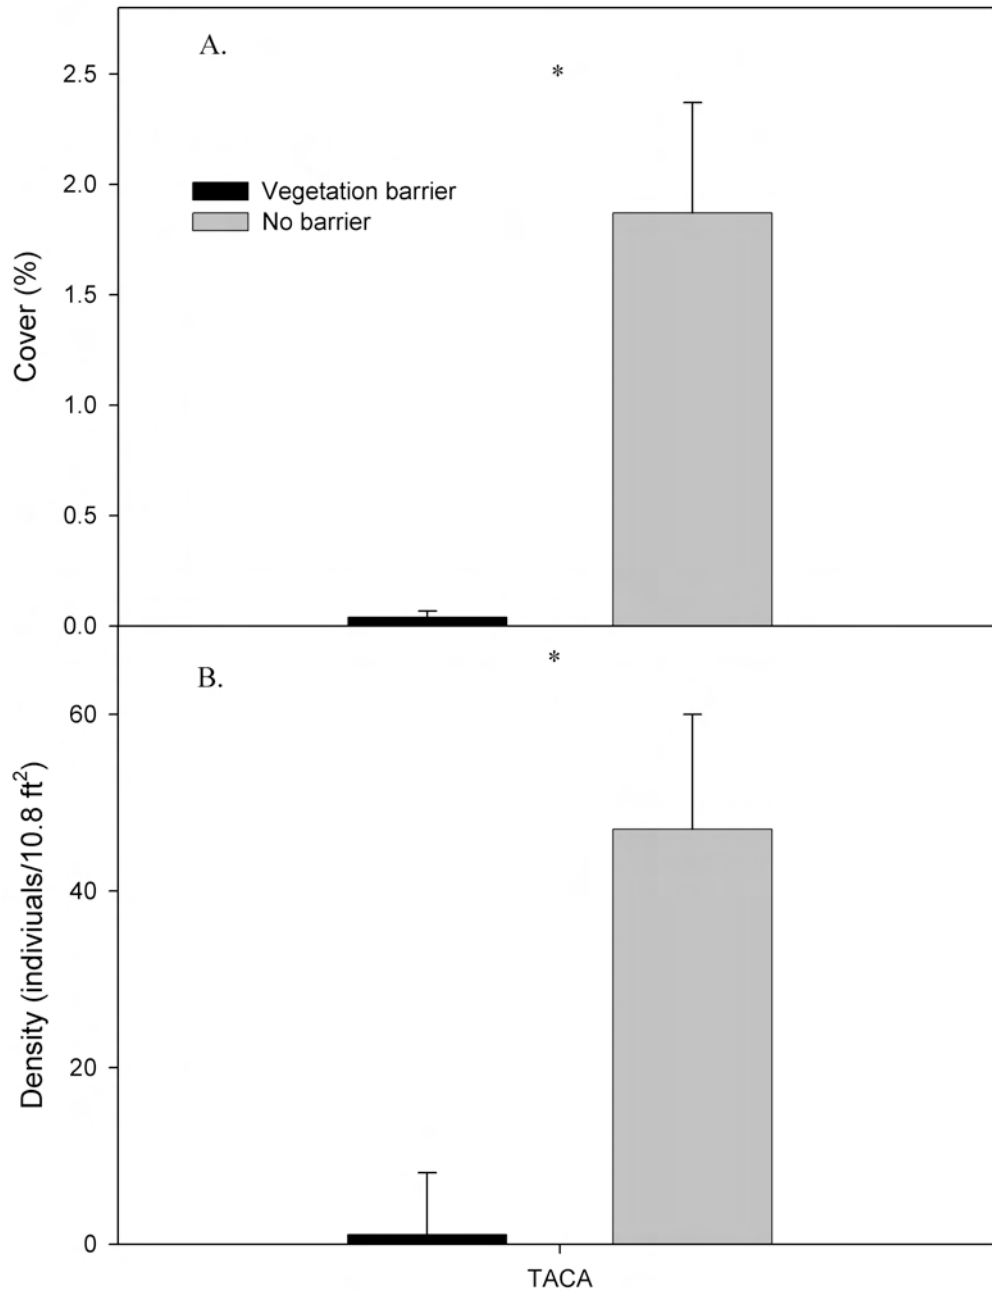 A.
*
2.5
2.0
1.5
1.0
0.5
0.0
Cover (%)
Vegetation barrier
No barrier
B.
*
60
40
20
0
Density (indiviuals/10.8 ft²)
TACA